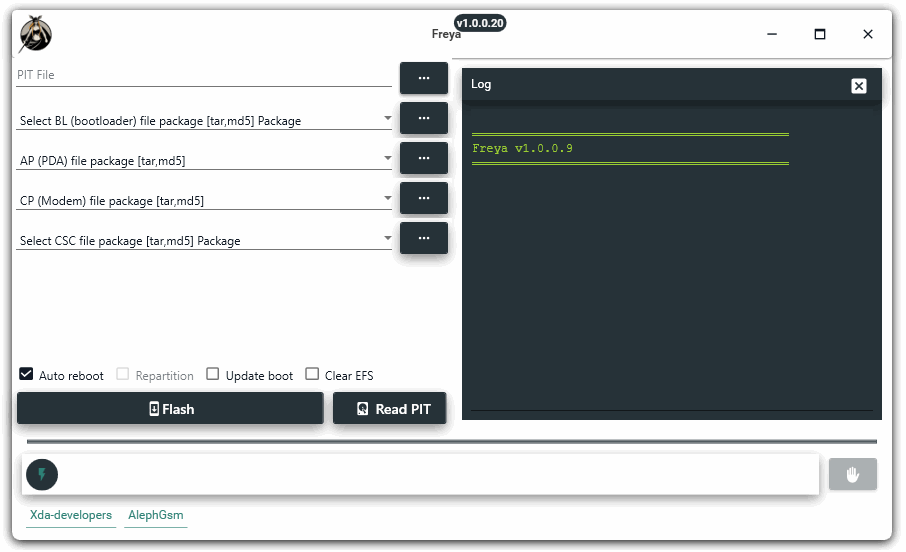 Freya v1.0.0.20
PIT File
...
Select BL (bootloader) file package [tar,md5] Package
...
AP (PDA) file package [tar,md5]
...
CP (Modem) file package [tar,md5]
...
Select CSC file package [tar,md5] Package
...
Auto reboot Repartition Update boot Clear EFS
Flash Read PIT
Log
Freya v1.0.0.9
Xda-developers AlephGsm